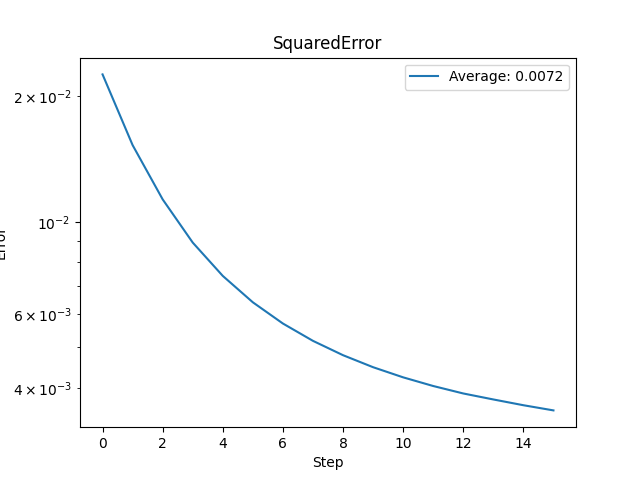 SquaredError
Average: 0.0072
2 × 10⁻²
10⁻²
6 × 10⁻³
4 × 10⁻³
0 2 4 6 8 10 12 14
Step